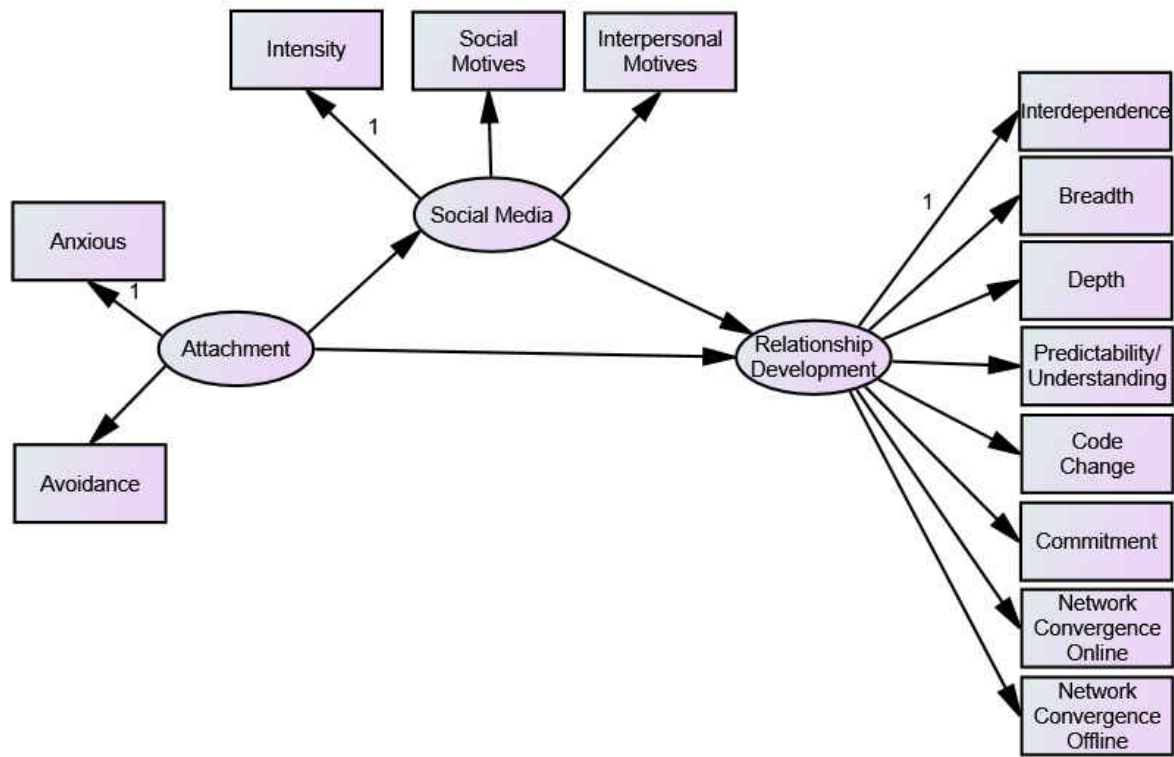 Intensity
Social
Motives
Interpersonal
Motives
1
Social Media
Anxious
1
Attachment
Avoidance
Relationship
Development
1
Interdependence
Breadth
Depth
Predictability/
Understanding
Code
Change
Commitment
Network
Convergence
Online
Network
Convergence
Offline